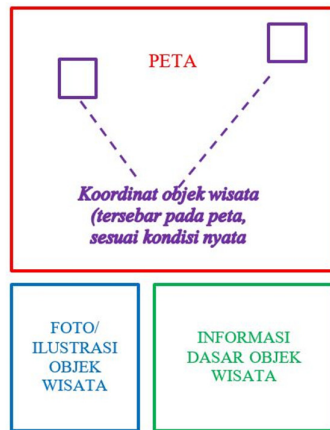 PETA
Koordinat objek wisata
(tersebar pada peta,
sesuai kondisi nyata
FOTO/
ILUSTRASI
OBJEK
WISATA
INFORMASI
DASAR OBJEK
WISATA